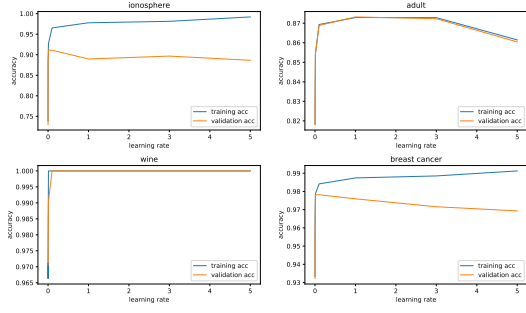 ionosphere
1.00
0.95
0.90
0.85
0.80
0.75
accuracy
training acc
validation acc
0 1 2 3 4 5
learning rate
adult
0.87
0.86
0.85
0.84
0.83
0.82
accuracy
training acc
validation acc
0 1 2 3 4 5
learning rate
wine
1.000
0.995
0.990
0.985
0.980
0.975
0.970
0.965
accuracy
training acc
validation acc
0 1 2 3 4 5
learning rate
breast cancer
0.99
0.98
0.97
0.96
0.95
0.94
0.93
accuracy
training acc
validation acc
0 1 2 3 4 5
learning rate